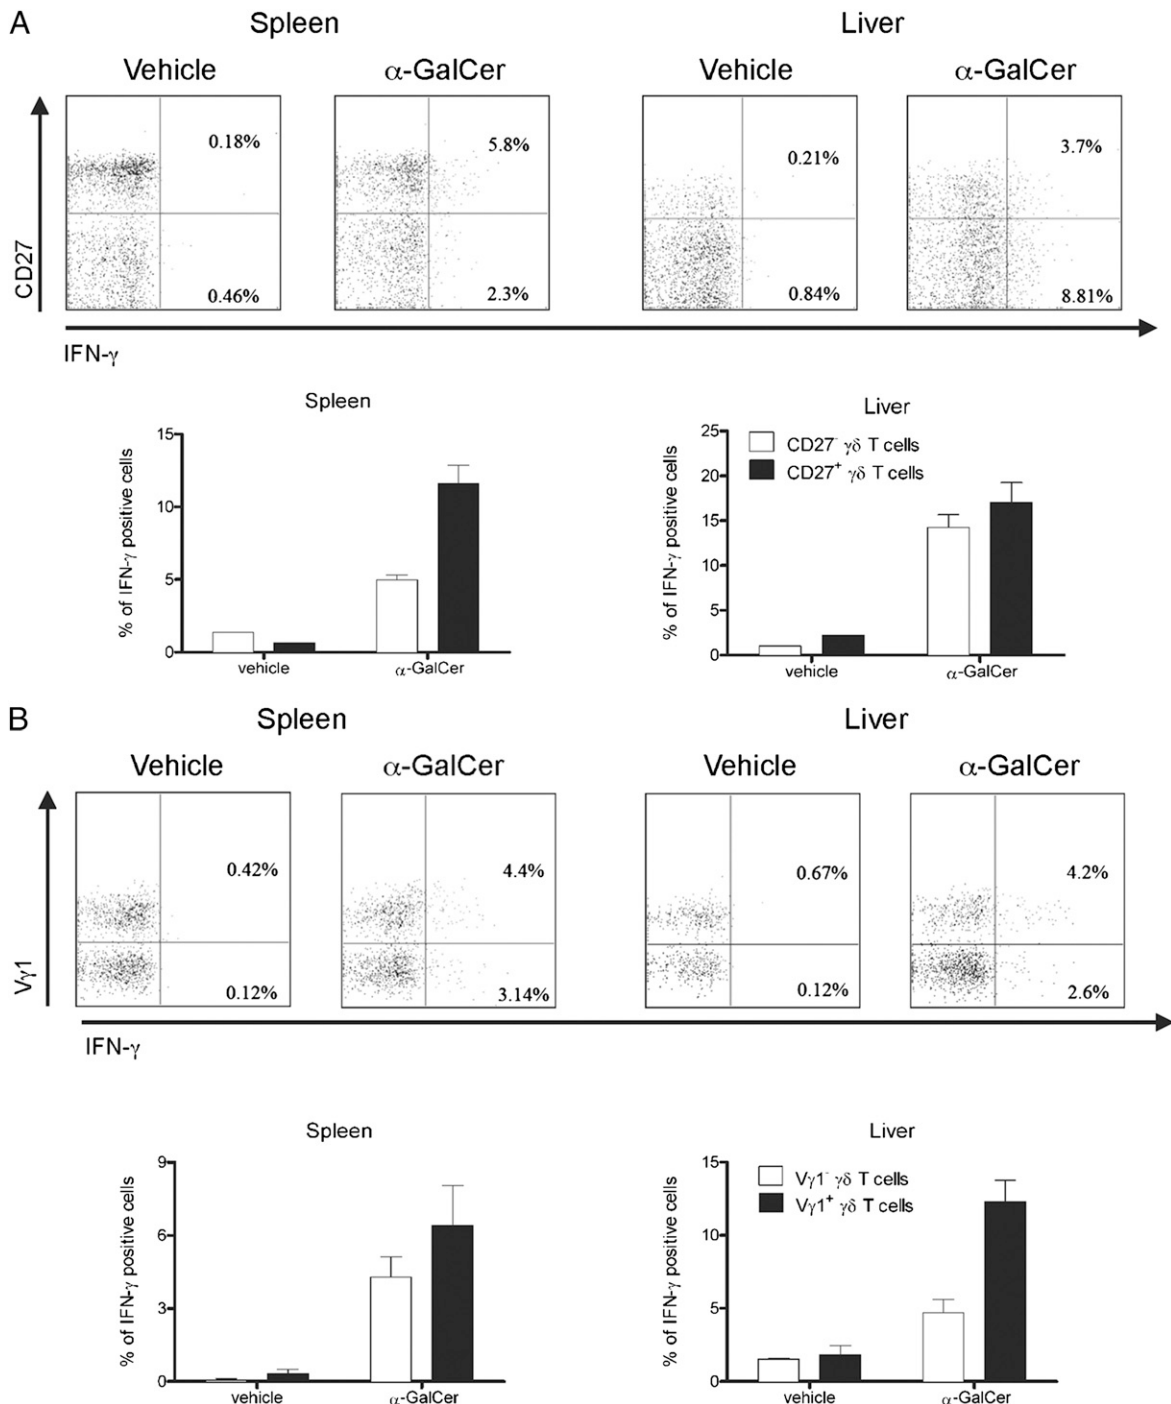 A
Spleen
Liver
Vehicle
α-GalCer
Vehicle
α-GalCer
0.18%
5.8%
0.21%
3.7%
0.46%
2.3%
0.84%
8.81%
CD27
IFN-γ
Spleen
% of IFN-γ positive cells
15
10
5
0
vehicle
α-GalCer
Liver
% of IFN-γ positive cells
25
20
15
10
5
0
CD27⁻ γδ T cells
CD27⁺ γδ T cells
vehicle
α-GalCer
B
Spleen
Liver
Vehicle
α-GalCer
Vehicle
α-GalCer
0.42%
4.4%
0.67%
4.2%
0.12%
3.14%
0.12%
2.6%
Vγ1
IFN-γ
Spleen
% of IFN-γ positive cells
9
6
3
0
vehicle
α-GalCer
Liver
% of IFN-γ positive cells
15
10
5
0
Vγ1⁻ γδ T cells
Vγ1⁺ γδ T cells
vehicle
α-GalCer